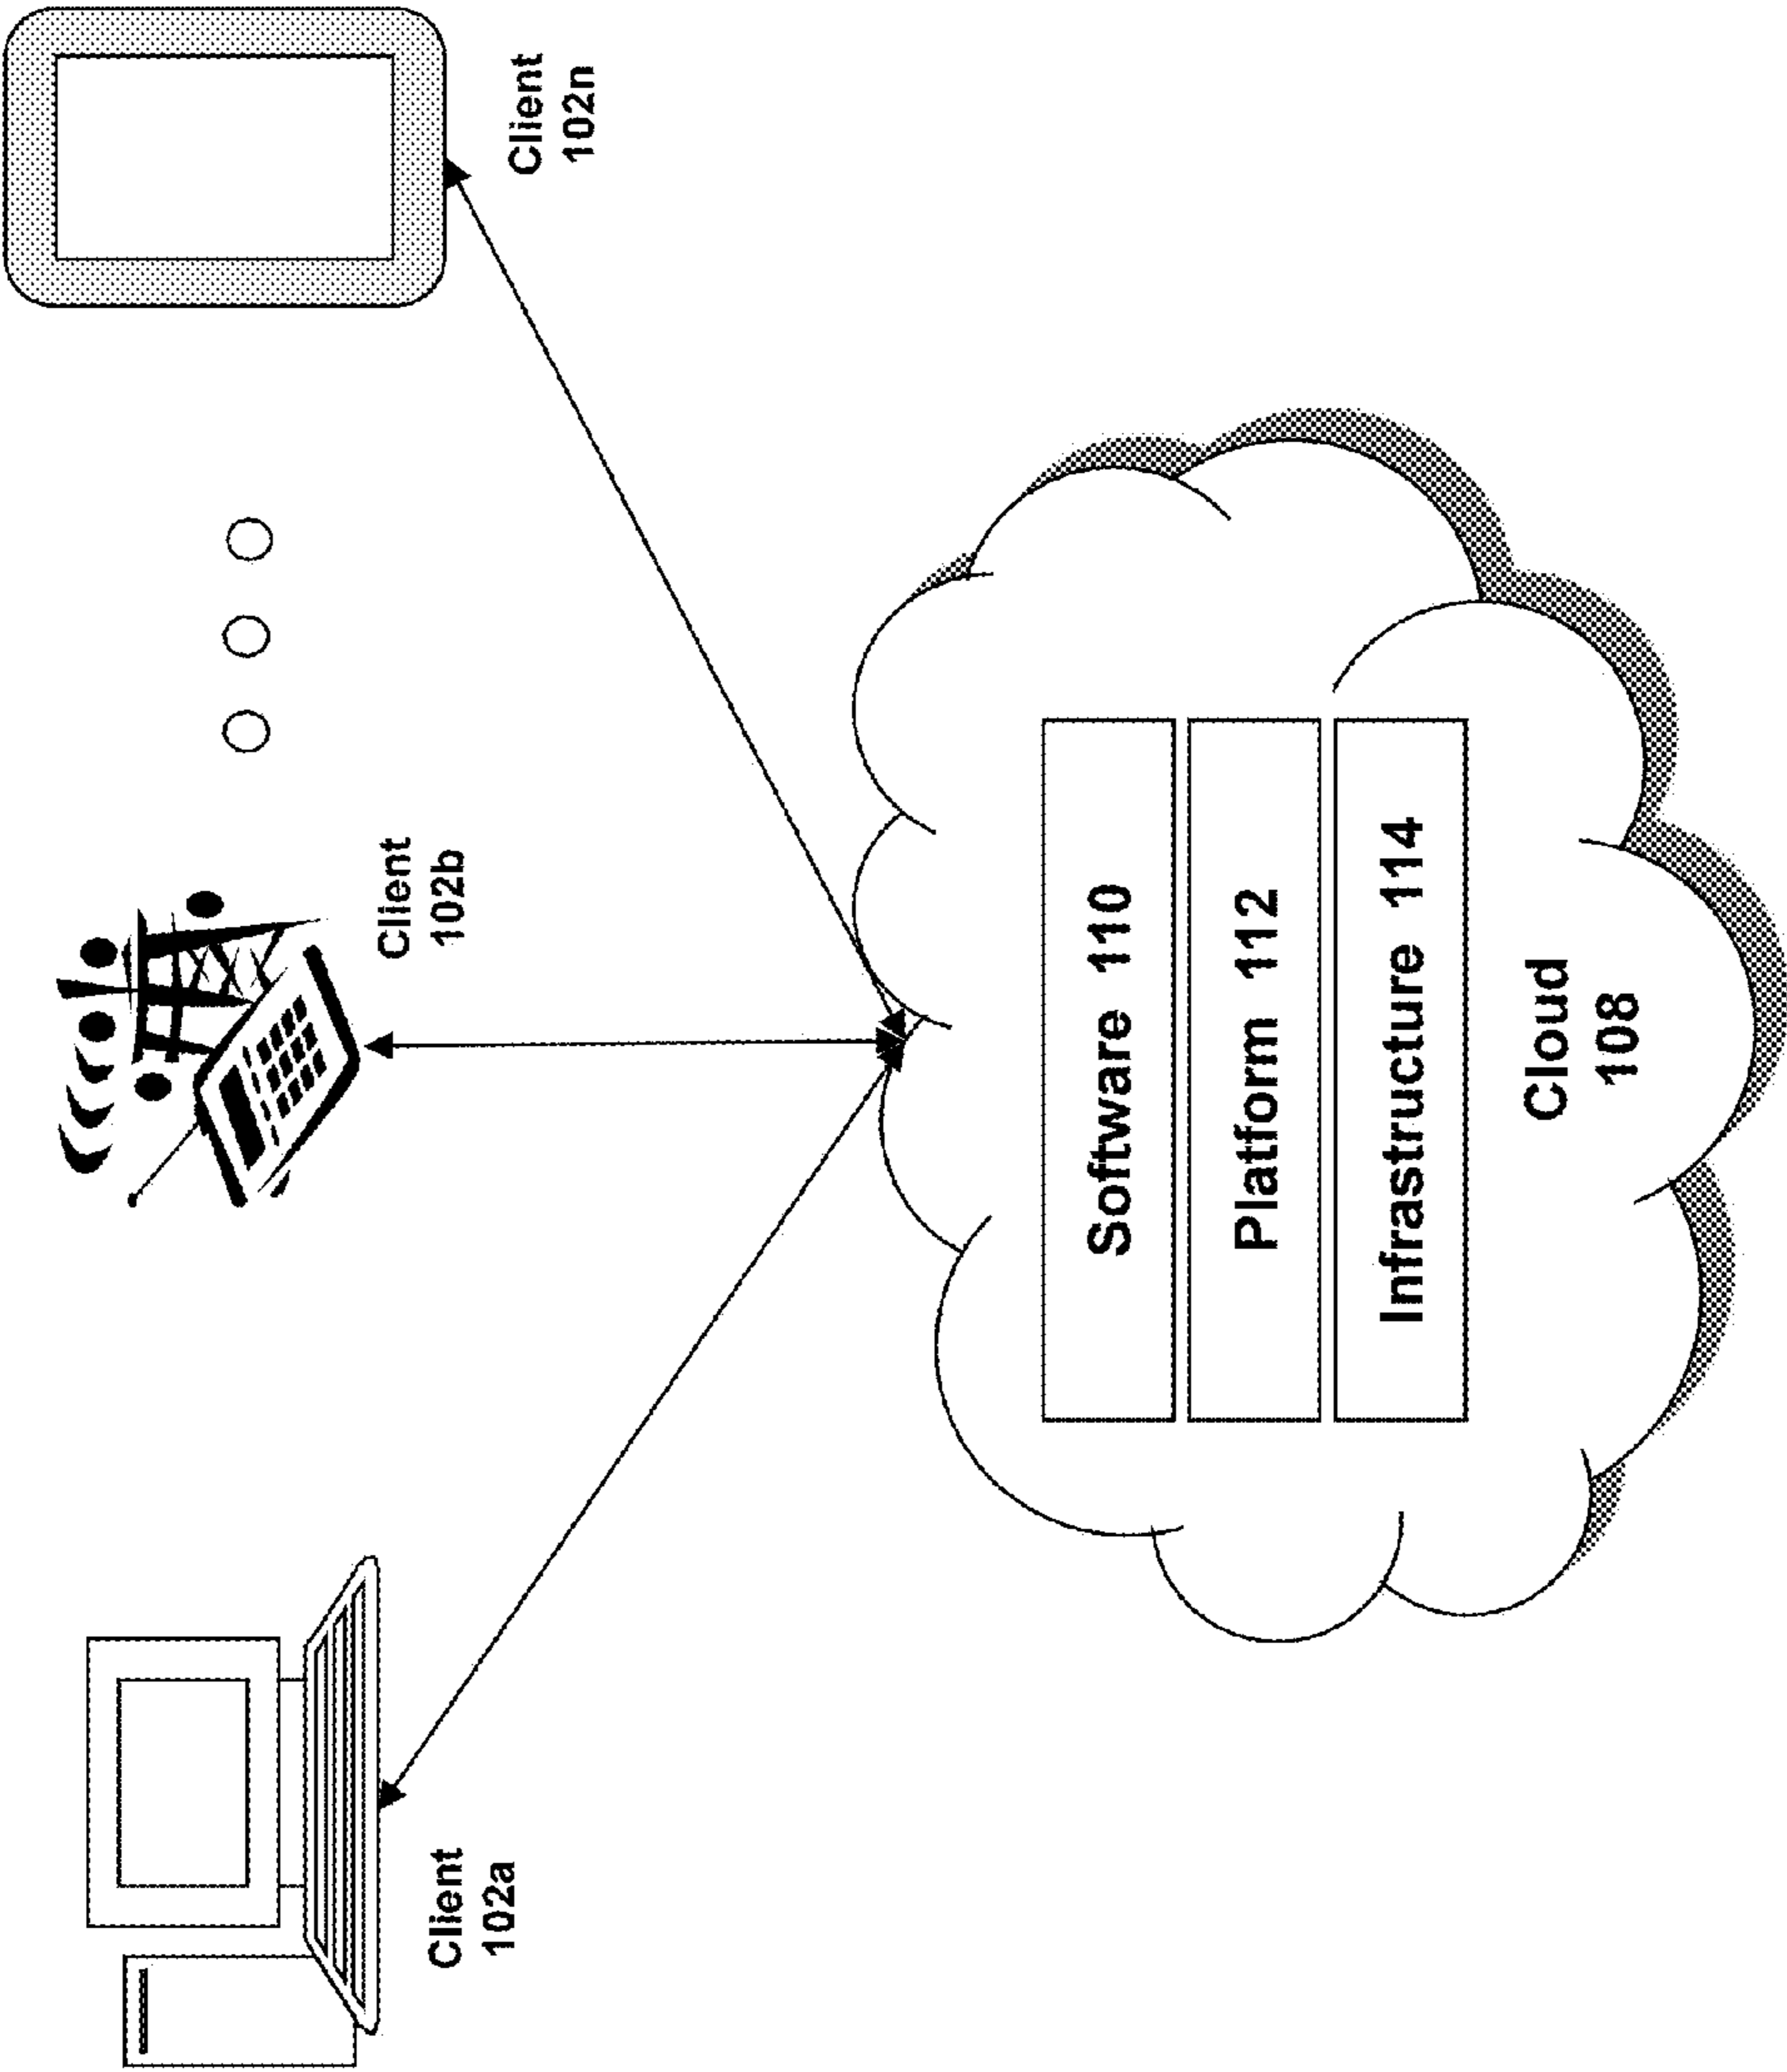 Client
102a
Client
102b
Client
102n
Software 110
Platform 112
Infrastructure 114
Cloud
108